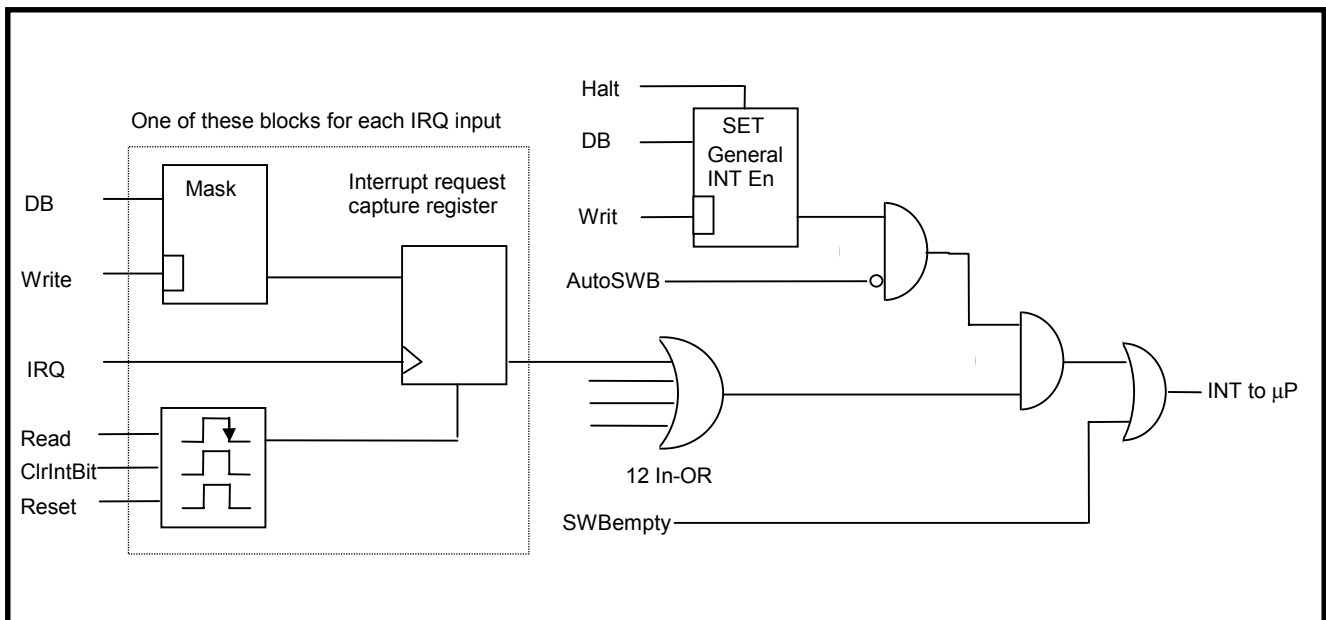 One of these blocks for each IRQ input
DB
Mask
Write
Interrupt request
capture register
IRQ
Read
ClrIntBit
Reset
Halt
DB
SET
General
INT En
Writ
AutoSWB
12 In-OR
SWBempty
INT to µP